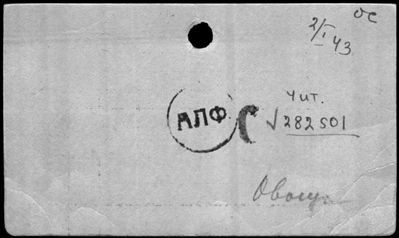 ос
2/I 43
чит.
АЛФ С
√282501